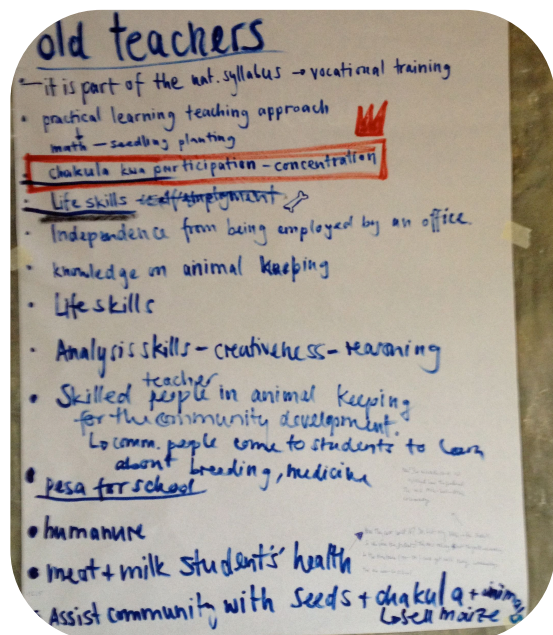 old teachers
- it is part of the nat. syllabus → vocational training
• practical learning teaching approach
↓
math - seedling planting
chakula kwa participation - concentration
• Life skills - self employment
• Independence from being employed by an office.
• knowledge on animal keeping
• Life skills
• Analysis skills - creativeness - reasoning
teacher
• Skilled people in animal keeping
for the community development.
↳ comm. people come to students to learn
about breeding, medicine
• pesa for school
• humanure
• meat + milk student's health
Assist community with seeds + chakula +
↳ sell maize